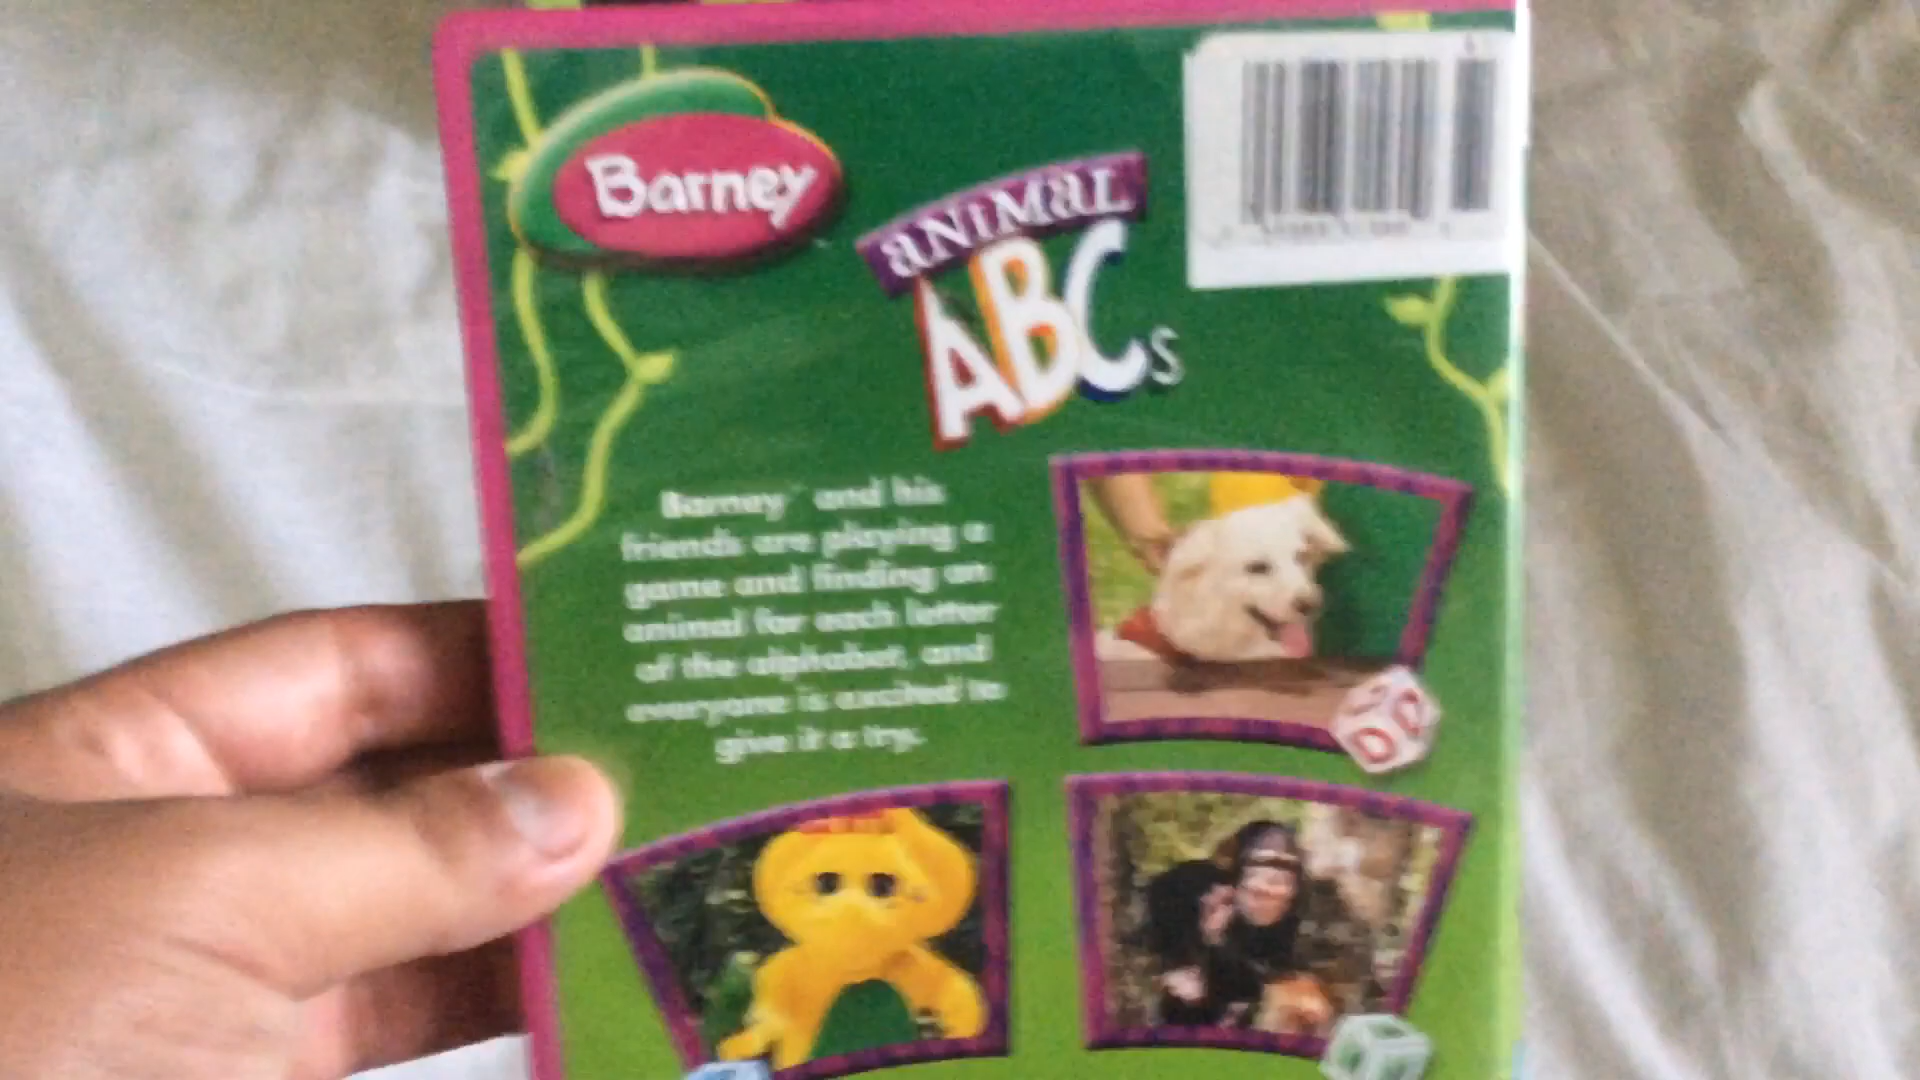 Barney
ANIMAL
ABCs
Barney™ and his
friends are playing a
game and finding an
animal for each letter
of the alphabet, and
everyone is excited to
give it a try.
D
D